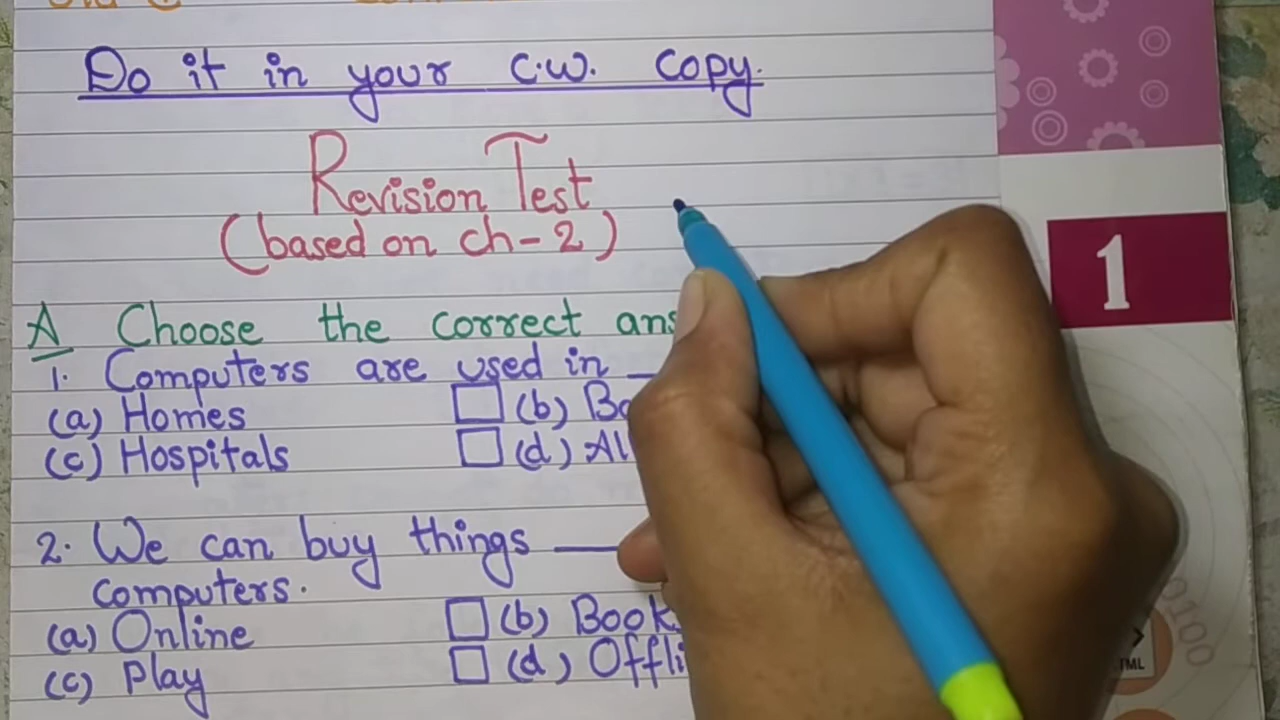 Do it in your c.w. copy.
Revision Test
(based on ch-2)
1
A Choose the correct
1. Computers are used in
(a) Homes (b)
(c) Hospitals (d)
2. We can buy things
computers.
(a) Online (b)
(c) Play (d)